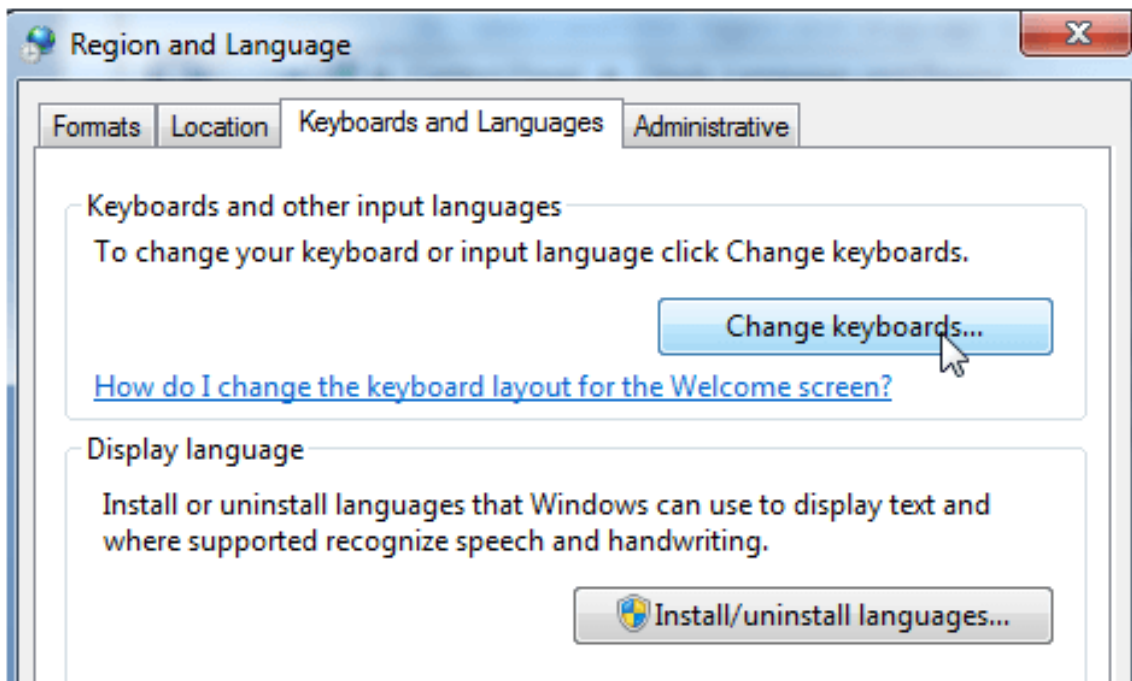 Region and Language
Formats Location Keyboards and Languages Administrative
Keyboards and other input languages
To change your keyboard or input language click Change keyboards.
Change keyboards...
How do I change the keyboard layout for the Welcome screen?
Display language
Install or uninstall languages that Windows can use to display text and
where supported recognize speech and handwriting.
Install/uninstall languages...